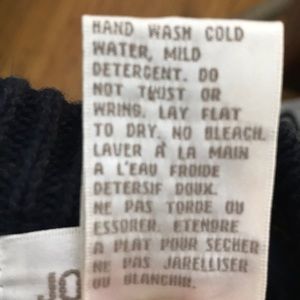 HAND WASH COLD
WATER, MILD
DETERGENT. DO
NOT TWIST OR
WRING. LAY FLAT
TO DRY. NO BLEACH.
LAVER A LA MAIN
A L'EAU FROIDE
DETERSIF DOUX.
NE PAS TORDE OU
ESSORER. ETENDRE
A PLAT POUR SECHER
NE PAS JARELLISER
OU BLANCHIR.